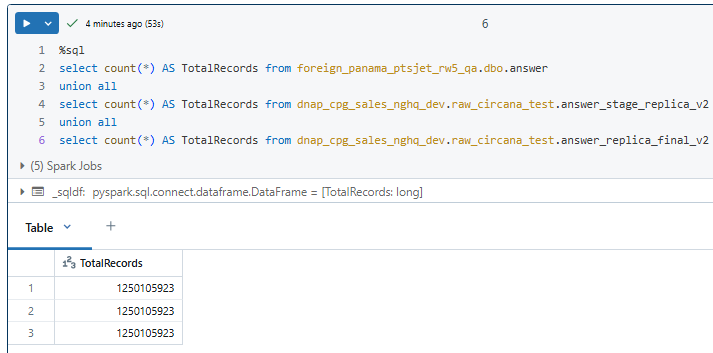 4 minutes ago (53s)
6
1 %sql
2 select count(*) AS TotalRecords from foreign_panama_ptsjet_rw5_qa.dbo.answer
3 union all
4 select count(*) AS TotalRecords from dnap_cpg_sales_nghq_dev.raw_circana_test.answer_stage_replica_v2
5 union all
6 select count(*) AS TotalRecords from dnap_cpg_sales_nghq_dev.raw_circana_test.answer_replica_final_v2
(5) Spark Jobs
_sqldf: pyspark.sql.connect.dataframe.DataFrame = [TotalRecords: long]
Table
123 TotalRecords
1 1250105923
2 1250105923
3 1250105923